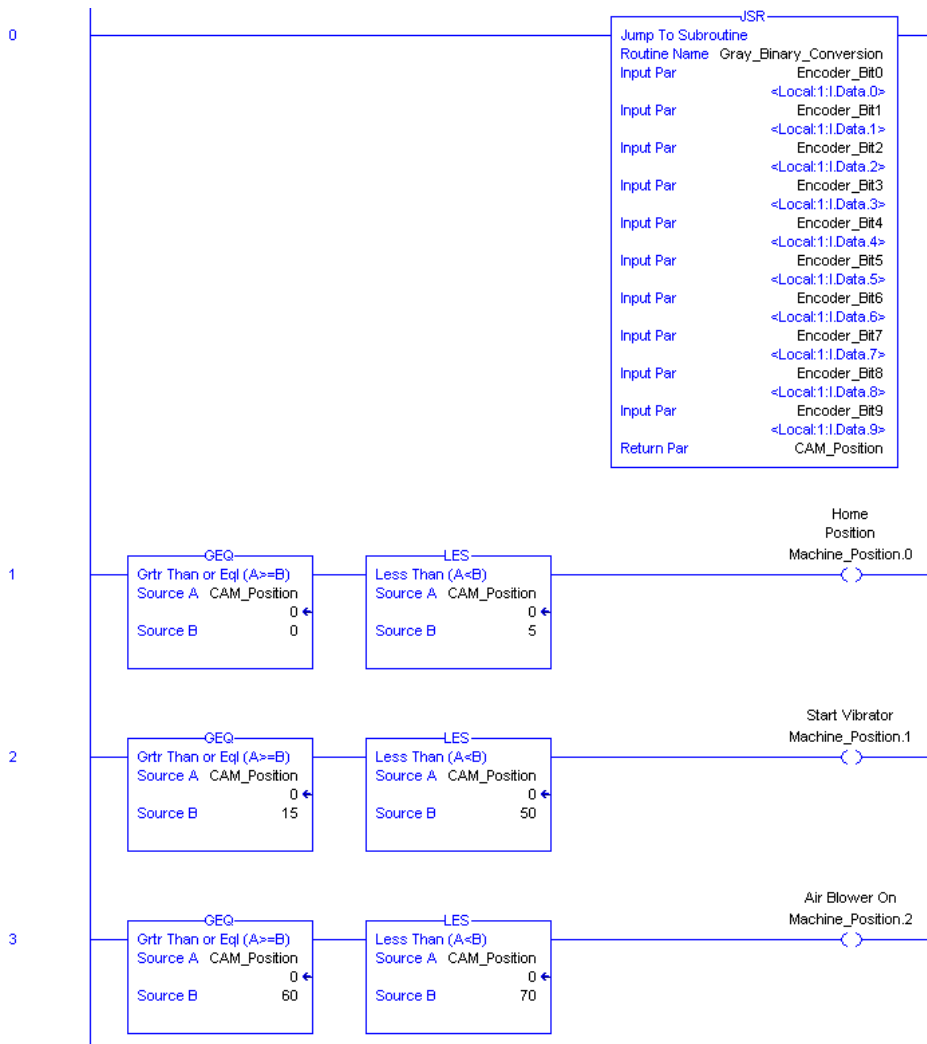 0
JSR
Jump To Subroutine
Routine Name Gray_Binary_Conversion
Input Par Encoder_Bit0
<Local:1:I.Data.0>
Input Par Encoder_Bit1
<Local:1:I.Data.1>
Input Par Encoder_Bit2
<Local:1:I.Data.2>
Input Par Encoder_Bit3
<Local:1:I.Data.3>
Input Par Encoder_Bit4
<Local:1:I.Data.4>
Input Par Encoder_Bit5
<Local:1:I.Data.5>
Input Par Encoder_Bit6
<Local:1:I.Data.6>
Input Par Encoder_Bit7
<Local:1:I.Data.7>
Input Par Encoder_Bit8
<Local:1:I.Data.8>
Input Par Encoder_Bit9
<Local:1:I.Data.9>
Return Par CAM_Position
1
GEQ
Grtr Than or Eql (A>=B)
Source A CAM_Position
0
Source B 0
LES
Less Than (A<B)
Source A CAM_Position
0
Source B 5
Home
Position
Machine_Position.0
2
GEQ
Grtr Than or Eql (A>=B)
Source A CAM_Position
0
Source B 15
LES
Less Than (A<B)
Source A CAM_Position
0
Source B 50
Start Vibrator
Machine_Position.1
3
GEQ
Grtr Than or Eql (A>=B)
Source A CAM_Position
0
Source B 60
LES
Less Than (A<B)
Source A CAM_Position
0
Source B 70
Air Blower On
Machine_Position.2